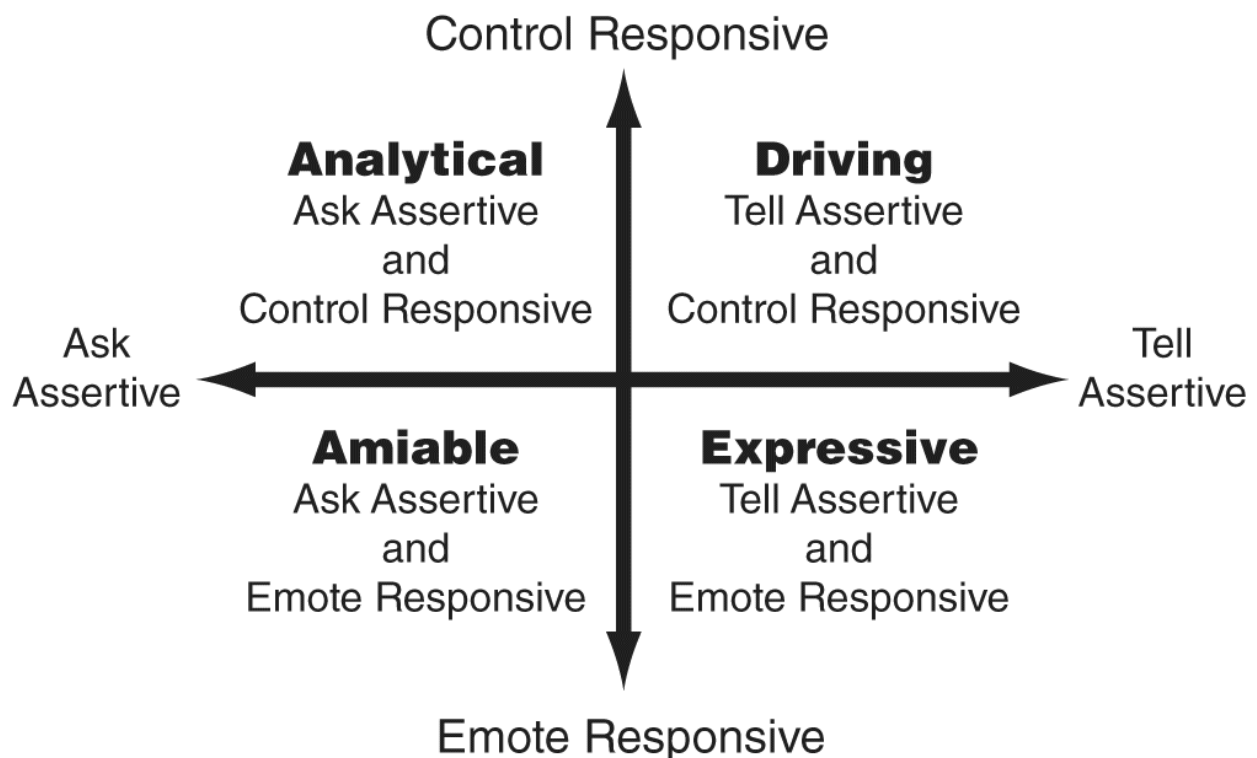 Control Responsive
Analytical
Ask Assertive
and
Control Responsive
Driving
Tell Assertive
and
Control Responsive
Ask
Assertive
Tell
Assertive
Amiable
Ask Assertive
and
Emote Responsive
Expressive
Tell Assertive
and
Emote Responsive
Emote Responsive